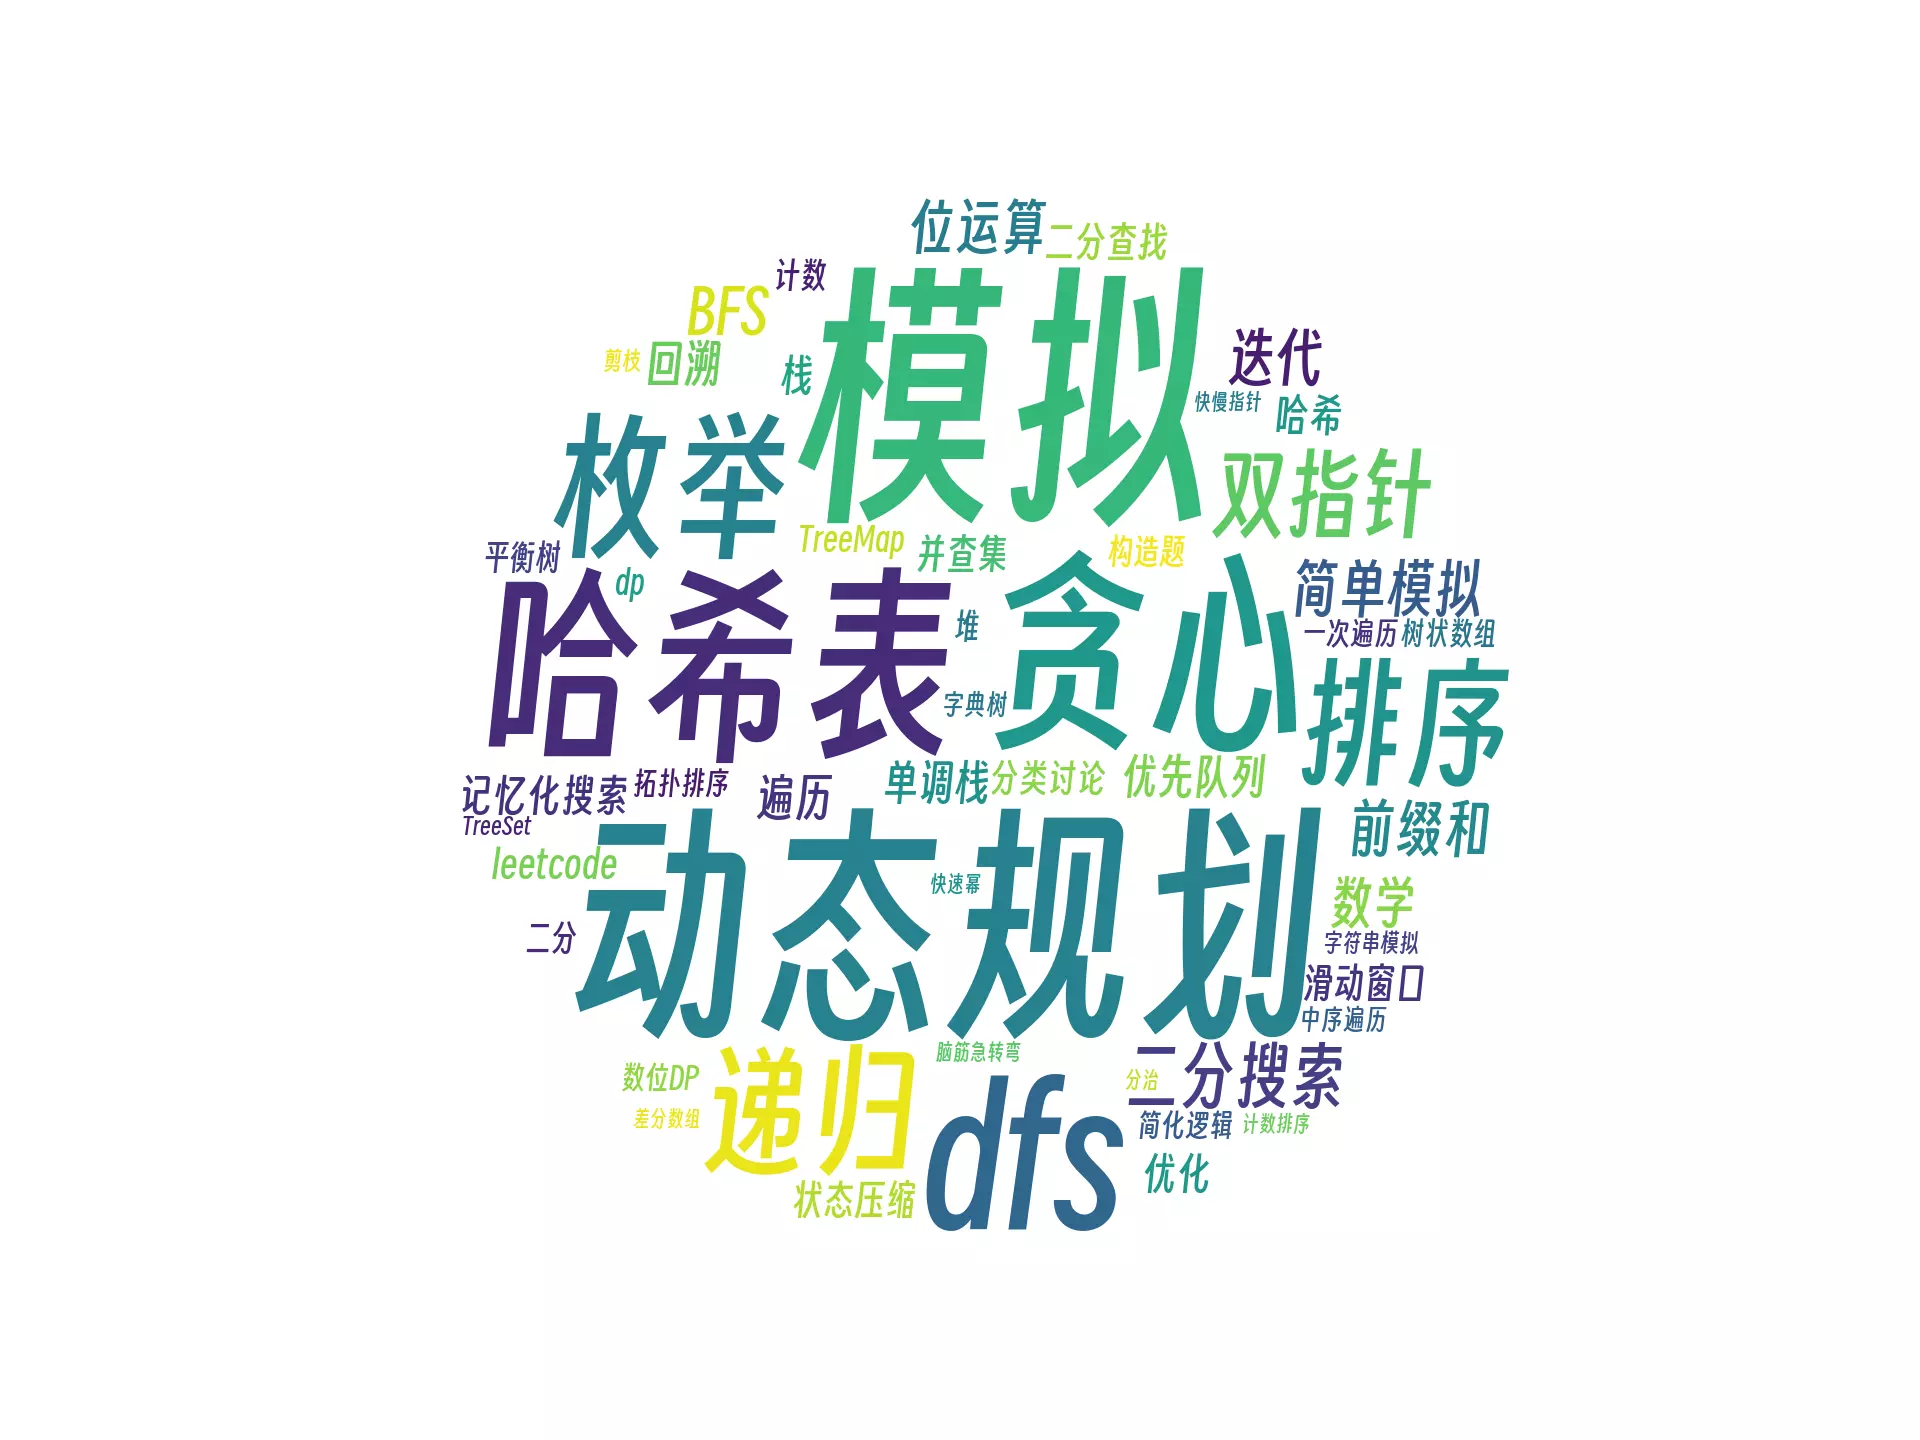 位运算
二分查找
计数
模拟
BFS
迭代
剪枝
回溯
栈
快慢指针
哈希
枚举
双指针
TreeMap
并查集
构造题
平衡树
dp
哈希表
贪心
简单模拟
堆
一次遍历
树状数组
字典树
排序
记忆化搜索
拓扑排序
遍历
单调栈
分类讨论
优先队列
TreeSet
前缀和
leetcode
动态规划
快速幂
数学
二分
字符串模拟
滑动窗口
中序遍历
脑筋急转弯
二分搜索
数位DP
递归
分治
差分数组
dfs
简化逻辑
计数排序
优化
状态压缩